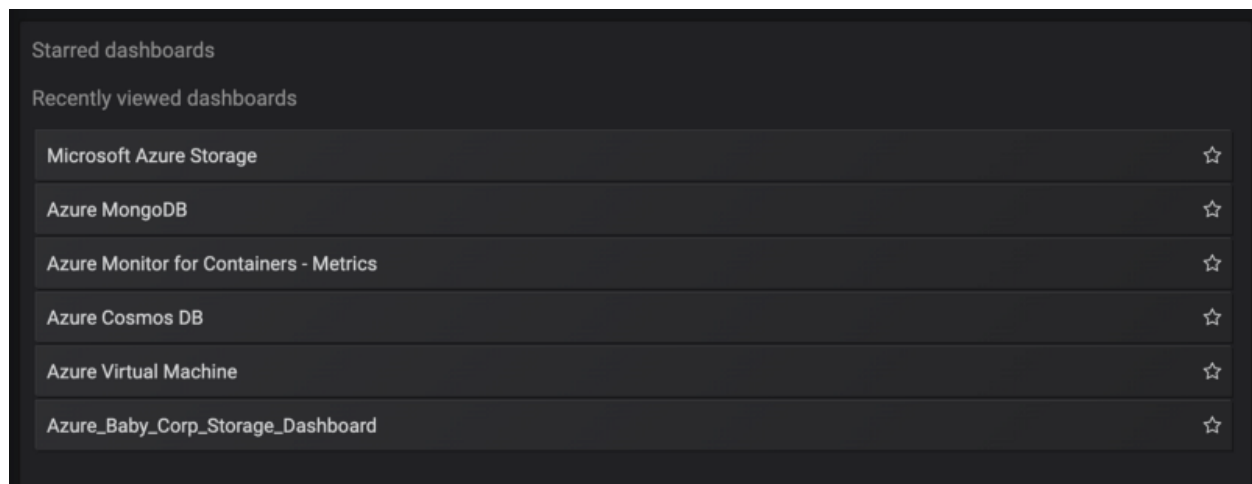 Starred dashboards
Recently viewed dashboards
Microsoft Azure Storage
Azure MongoDB
Azure Monitor for Containers - Metrics
Azure Cosmos DB
Azure Virtual Machine
Azure_Baby_Corp_Storage_Dashboard